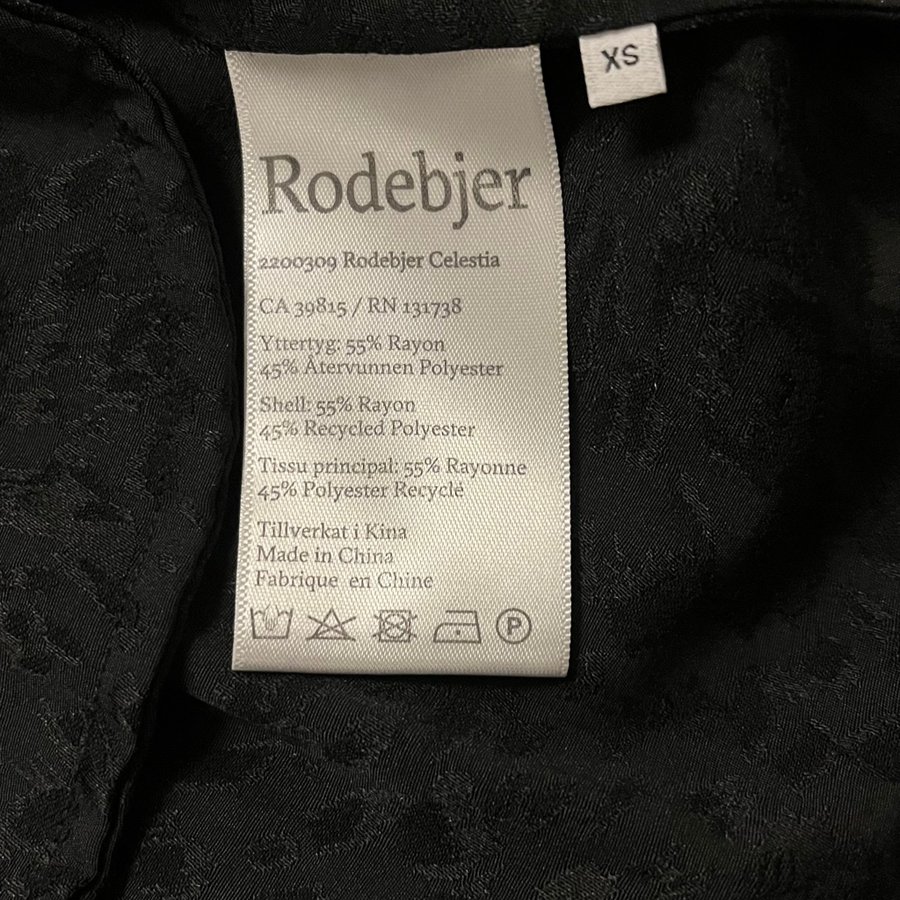 XS
Rodebjer
2200309 Rodebjer Celestia
CA 39815 / RN 131738
Yttertyg: 55% Rayon
45% Återvunnen Polyester
Shell: 55% Rayon
45% Recycled Polyester
Tissu principal: 55% Rayonne
45% Polyester Recyclé
Tillverkat i Kina
Made in China
Fabrique en Chine
P